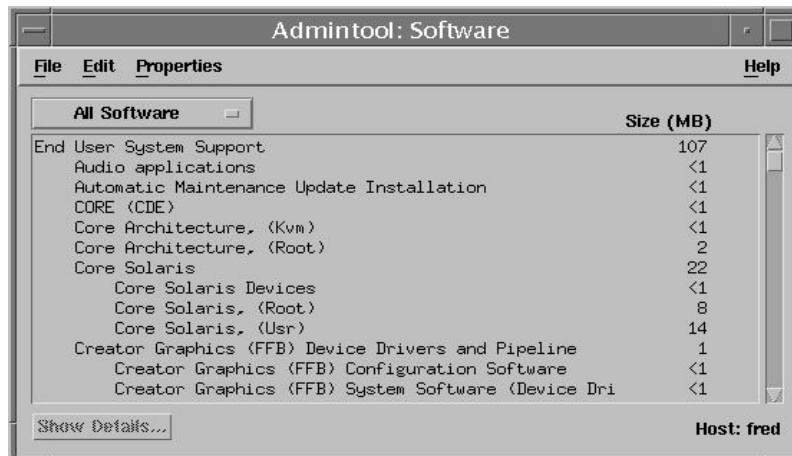 Admintool: Software
File Edit Properties Help
All Software
Size (MB)
End User System Support 107
Audio applications <1
Automatic Maintenance Update Installation <1
CORE (CDE) <1
Core Architecture, (Kvm) <1
Core Architecture, (Root) 2
Core Solaris 22
Core Solaris Devices <1
Core Solaris, (Root) 8
Core Solaris, (Usr) 14
Creator Graphics (FFB) Device Drivers and Pipeline 1
Creator Graphics (FFB) Configuration Software <1
Creator Graphics (FFB) System Software (Device Dri <1
Show Details... Host: fred